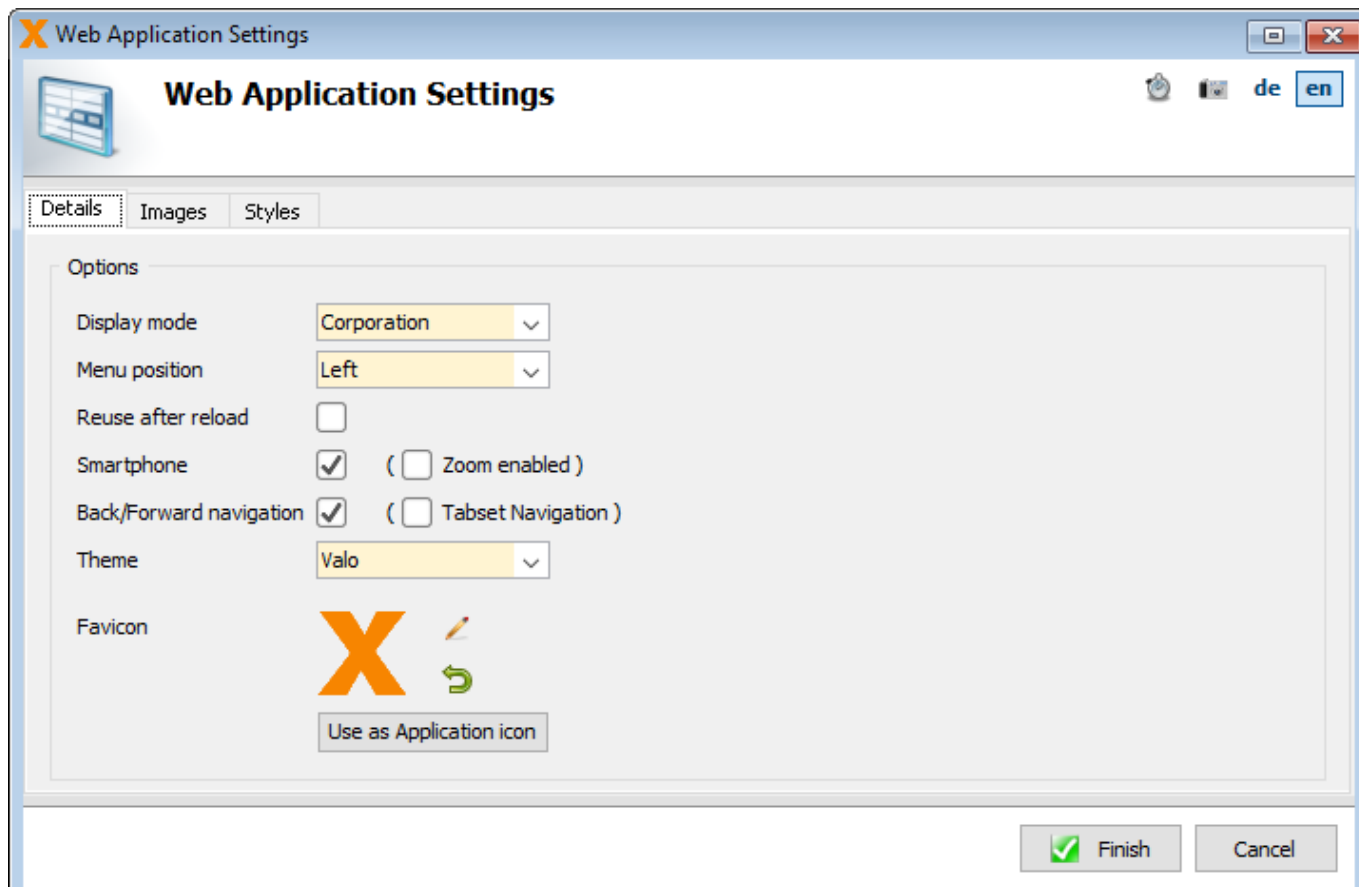 Web Application Settings
Web Application Settings
de en
Details Images Styles
Options
Display mode Corporation
Menu position Left
Reuse after reload
Smartphone ( Zoom enabled )
Back/Forward navigation ( Tabset Navigation )
Theme Valo
Favicon
Use as Application icon
Finish Cancel